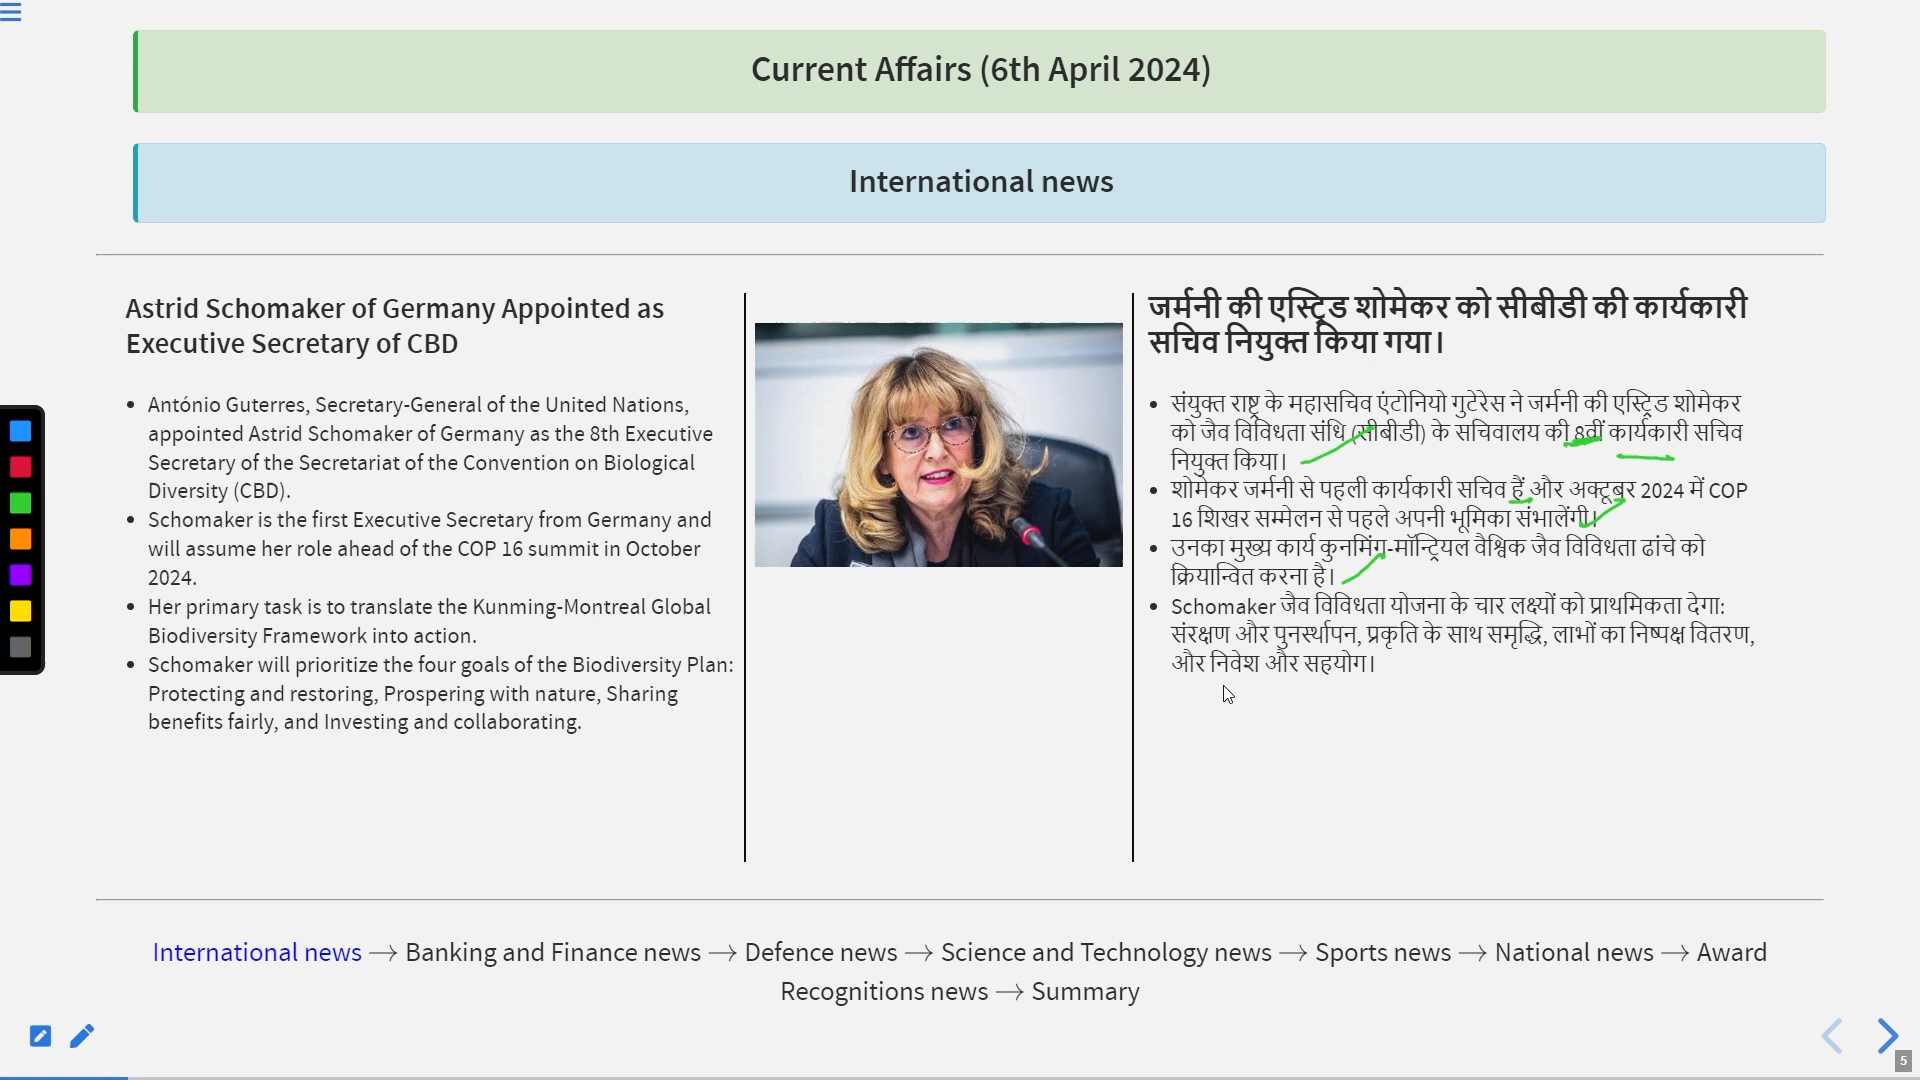 Current Affairs (6th April 2024)
International news
Astrid Schomaker of Germany Appointed as
Executive Secretary of CBD
• António Guterres, Secretary-General of the United Nations,
appointed Astrid Schomaker of Germany as the 8th Executive
Secretary of the Secretariat of the Convention on Biological
Diversity (CBD).
• Schomaker is the first Executive Secretary from Germany and
will assume her role ahead of the COP 16 summit in October
2024.
• Her primary task is to translate the Kunming-Montreal Global
Biodiversity Framework into action.
• Schomaker will prioritize the four goals of the Biodiversity Plan:
Protecting and restoring, Prospering with nature, Sharing
benefits fairly, and Investing and collaborating.
जर्मनी की एस्ट्रिड शोमेकर को सीबीडी की कार्यकारी
सचिव नियुक्त किया गया।
• संयुक्त राष्ट्र के महासचिव एंटोनियो गुटेरेस ने जर्मनी की एस्ट्रिड शोमेकर
को जैव विविधता संधि (सीबीडी) के सचिवालय की 8वीं कार्यकारी सचिव
नियुक्त किया।
• शोमेकर जर्मनी से पहली कार्यकारी सचिव हैं और अक्टूबर 2024 में COP
16 शिखर सम्मेलन से पहले अपनी भूमिका संभालेंगी।
• उनका मुख्य कार्य कुनमिंग-मॉन्ट्रियल वैश्विक जैव विविधता ढांचे को
क्रियान्वित करना है।
• Schomaker जैव विविधता योजना के चार लक्ष्यों को प्राथमिकता देगा:
संरक्षण और पुनर्स्थापन, प्रकृति के साथ समृद्धि, लाभों का निष्पक्ष वितरण,
और निवेश और सहयोग।
International news → Banking and Finance news → Defence news → Science and Technology news → Sports news → National news → Award
Recognitions news → Summary
5